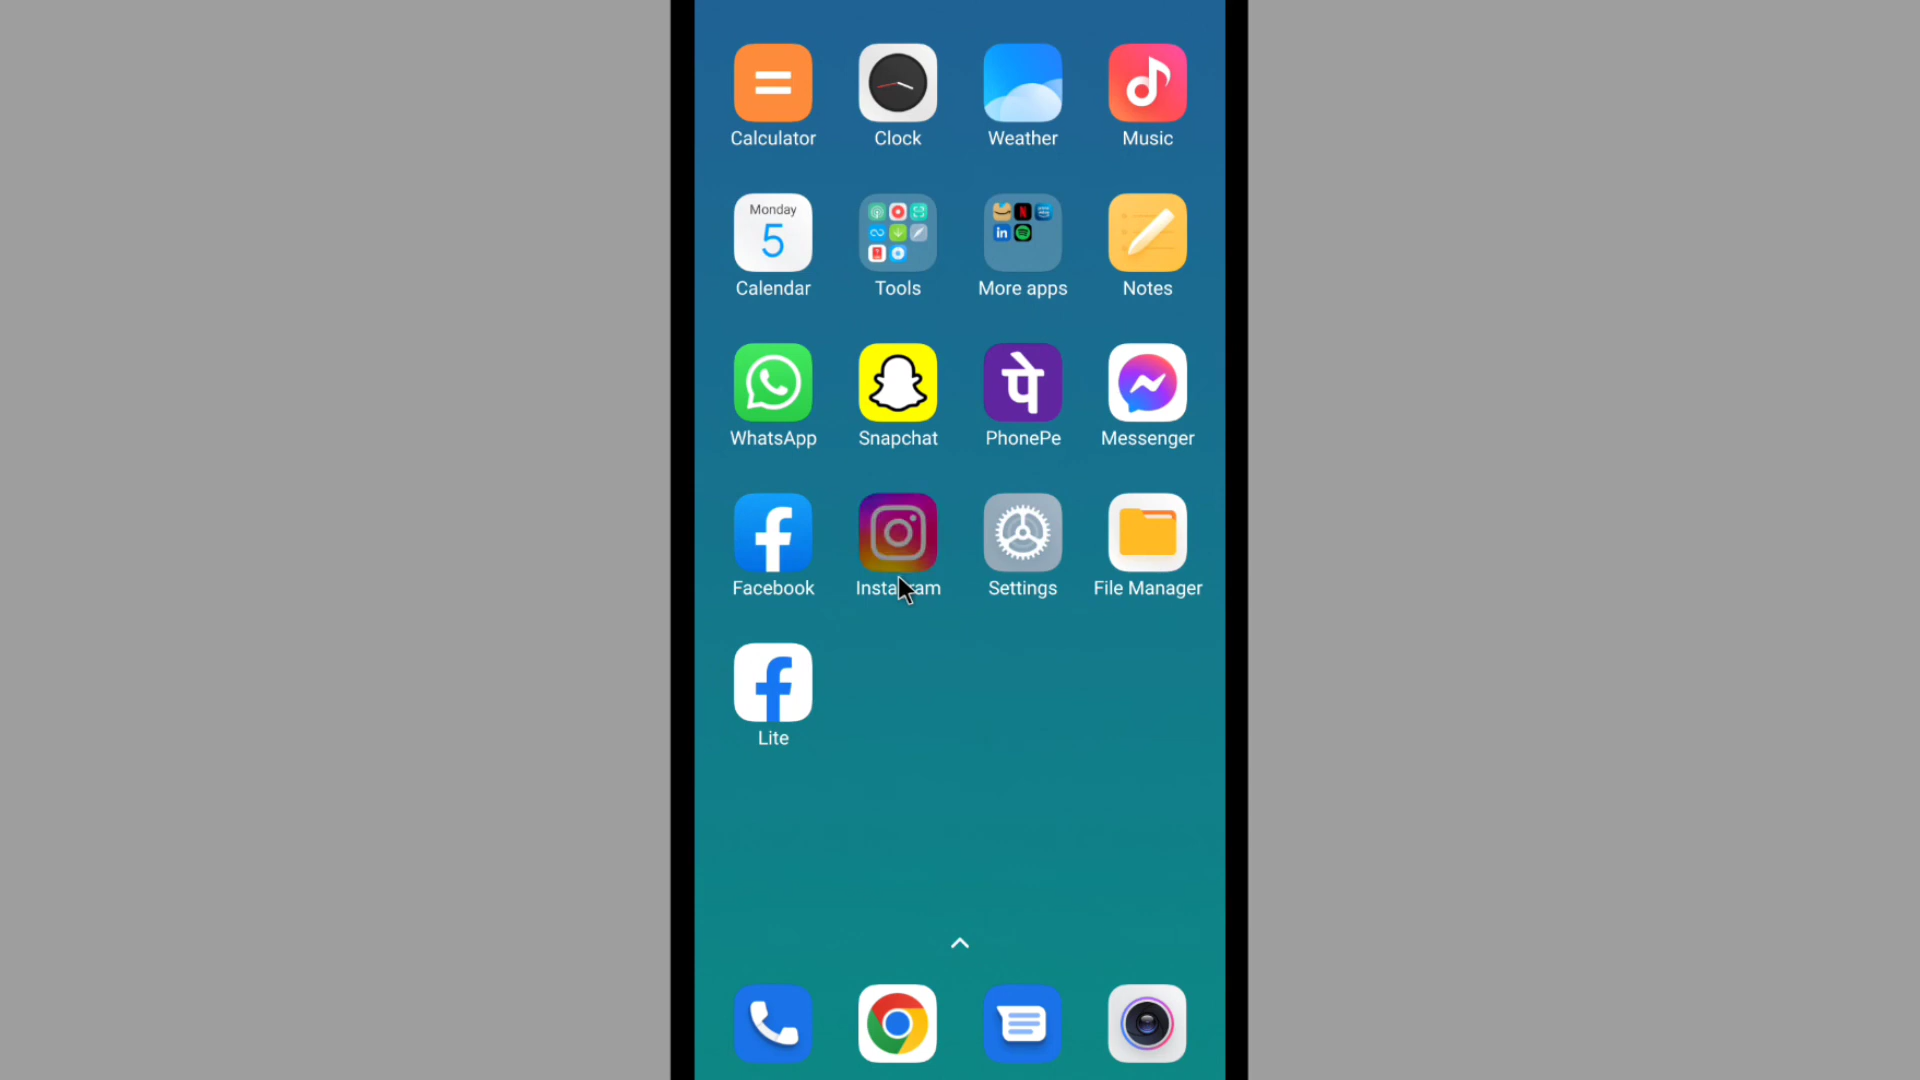 Calculator Clock Weather Music
Monday
5
Calendar Tools More apps Notes
in
पे
WhatsApp Snapchat PhonePe Messenger
Facebook Instagram Settings File Manager
Lite